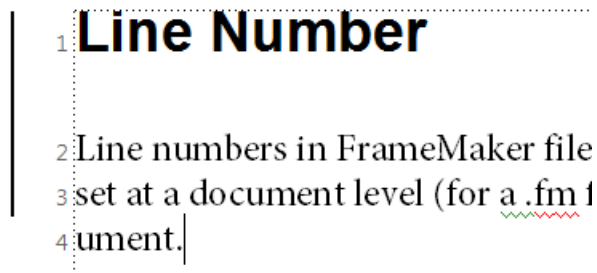 1 Line Number
2 Line numbers in FrameMaker file
3 set at a document level (for a .fm
4 ument.